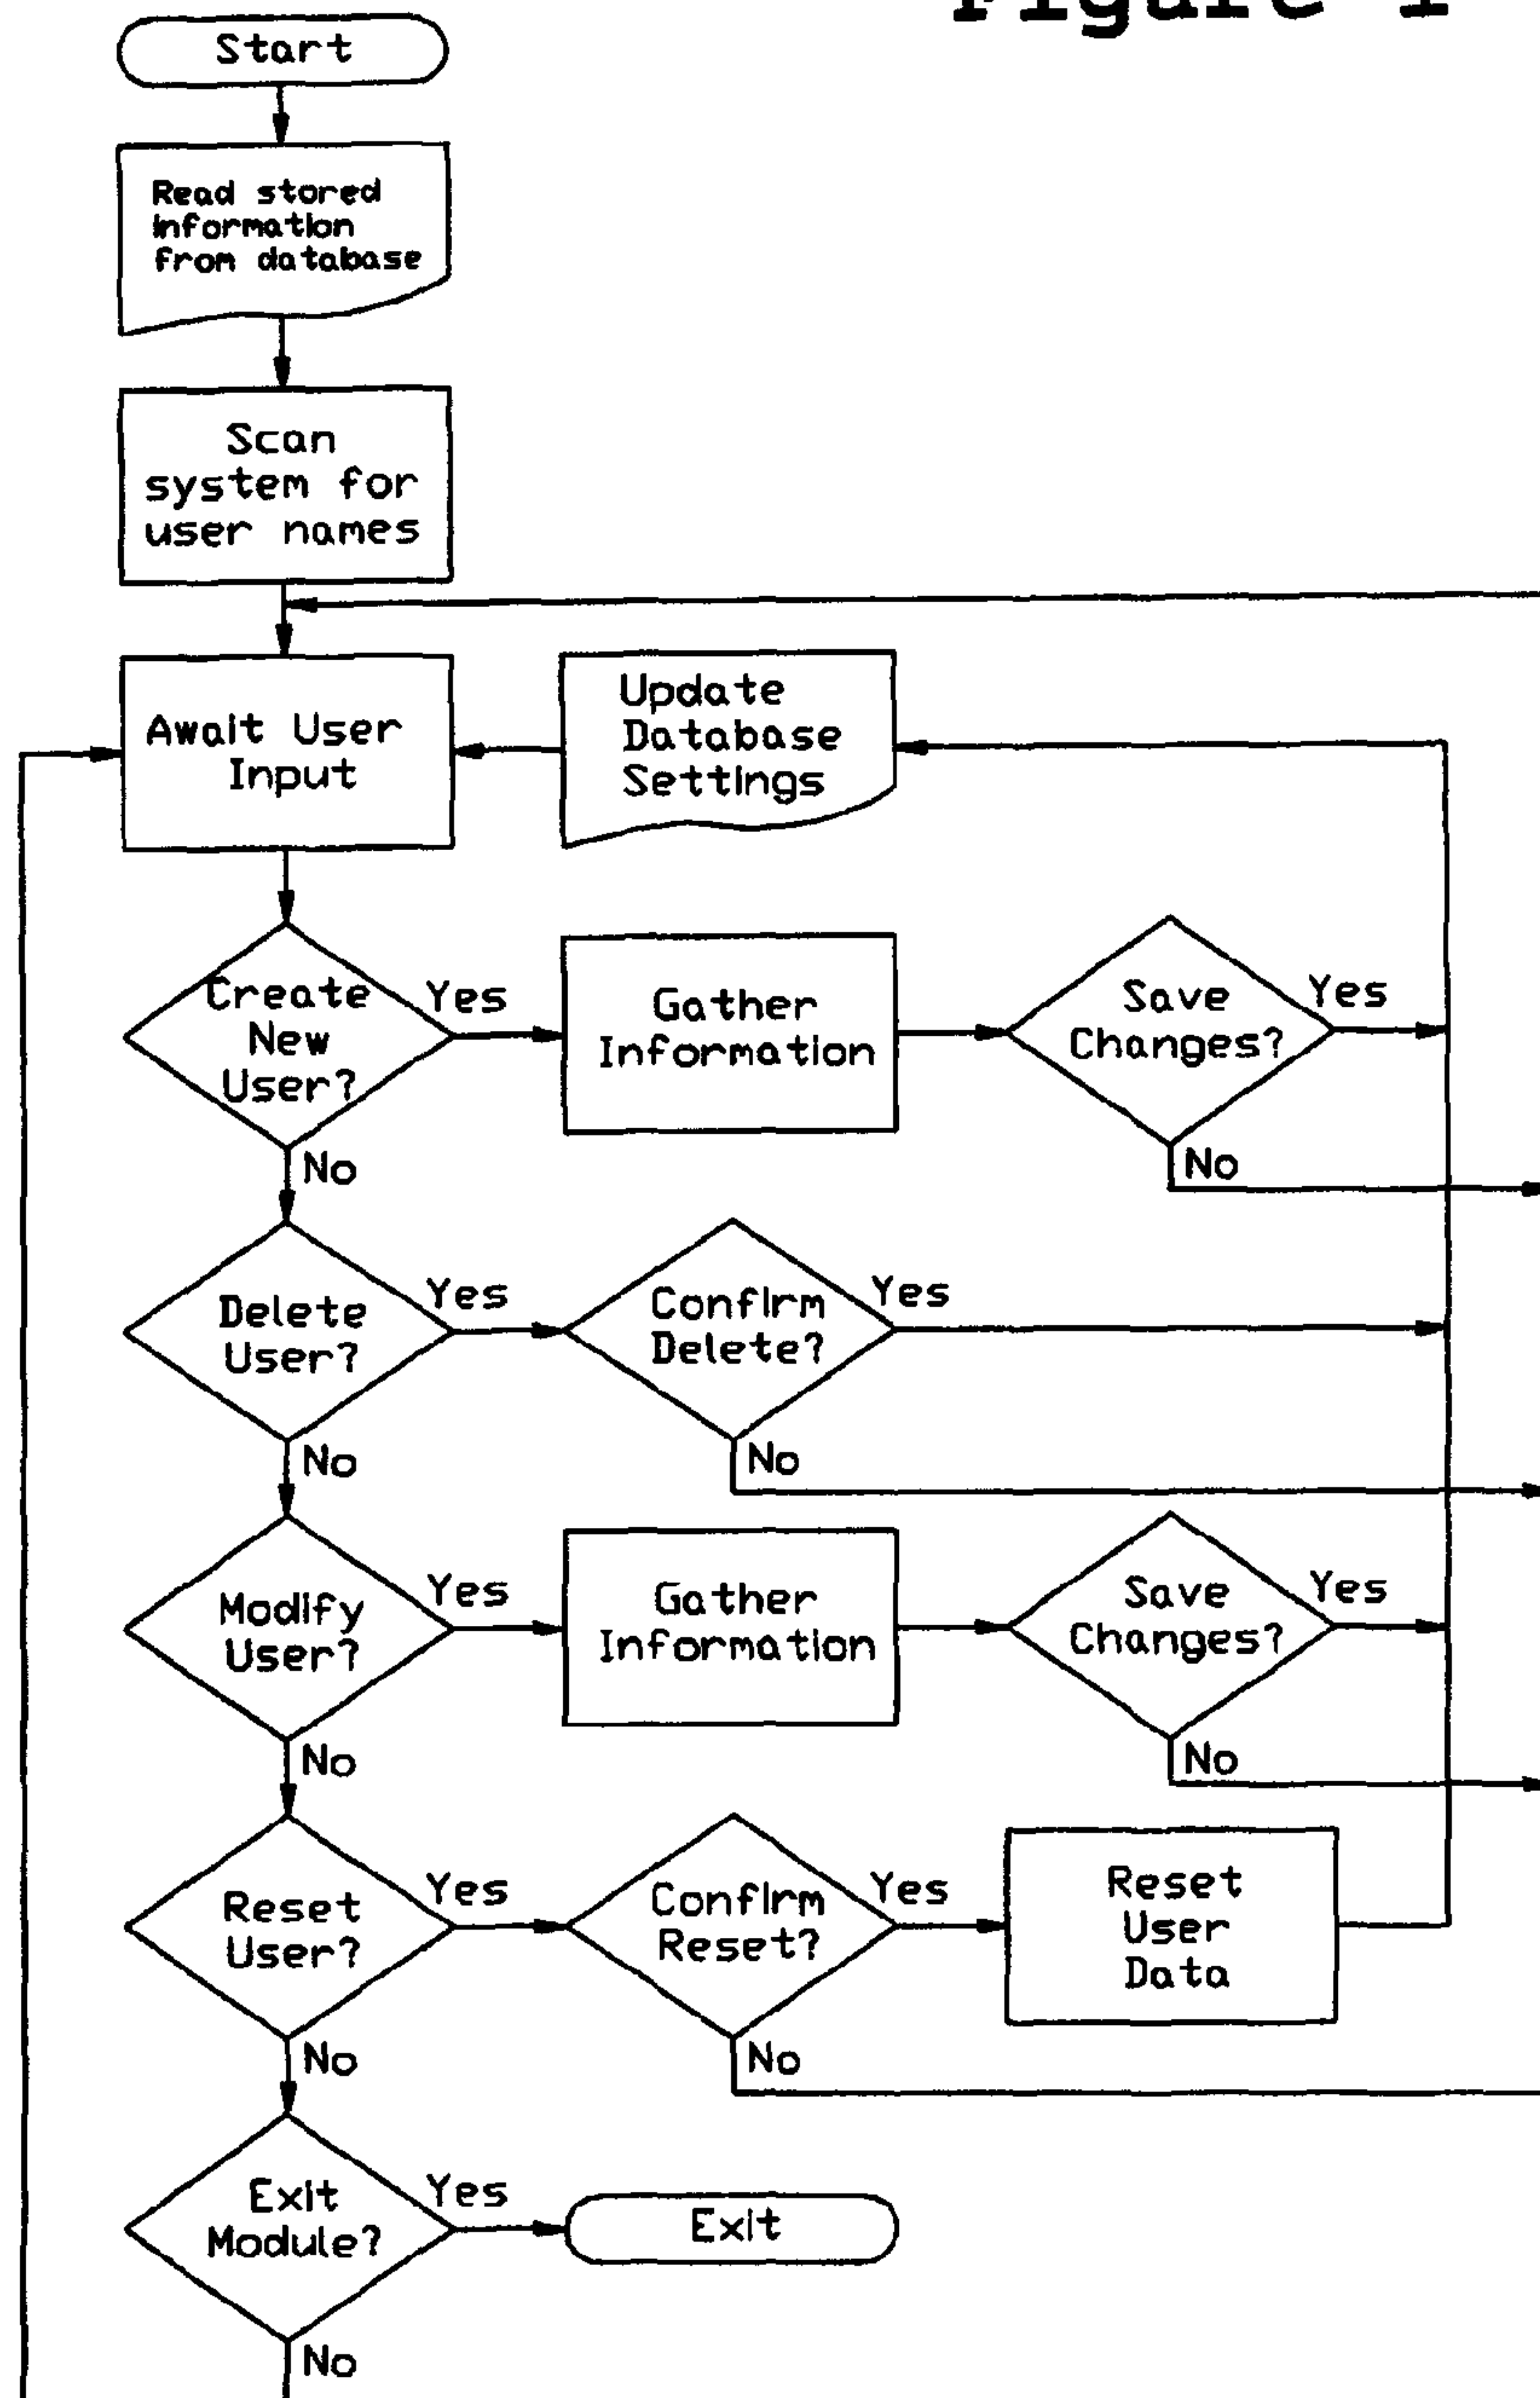 Figure 1
Start
Read stored
information
from database
Scan
system for
user names
Await User
Input
Update
Database
Settings
Create
New
User?
Yes
Gather
Information
Save
Changes?
Yes
No
No
Delete
User?
Yes
Confirm
Delete?
Yes
No
No
Modify
User?
Yes
Gather
Information
Save
Changes?
Yes
No
No
Reset
User?
Yes
Confirm
Reset?
Yes
Reset
User
Data
No
No
Exit
Module?
Yes
Exit
No